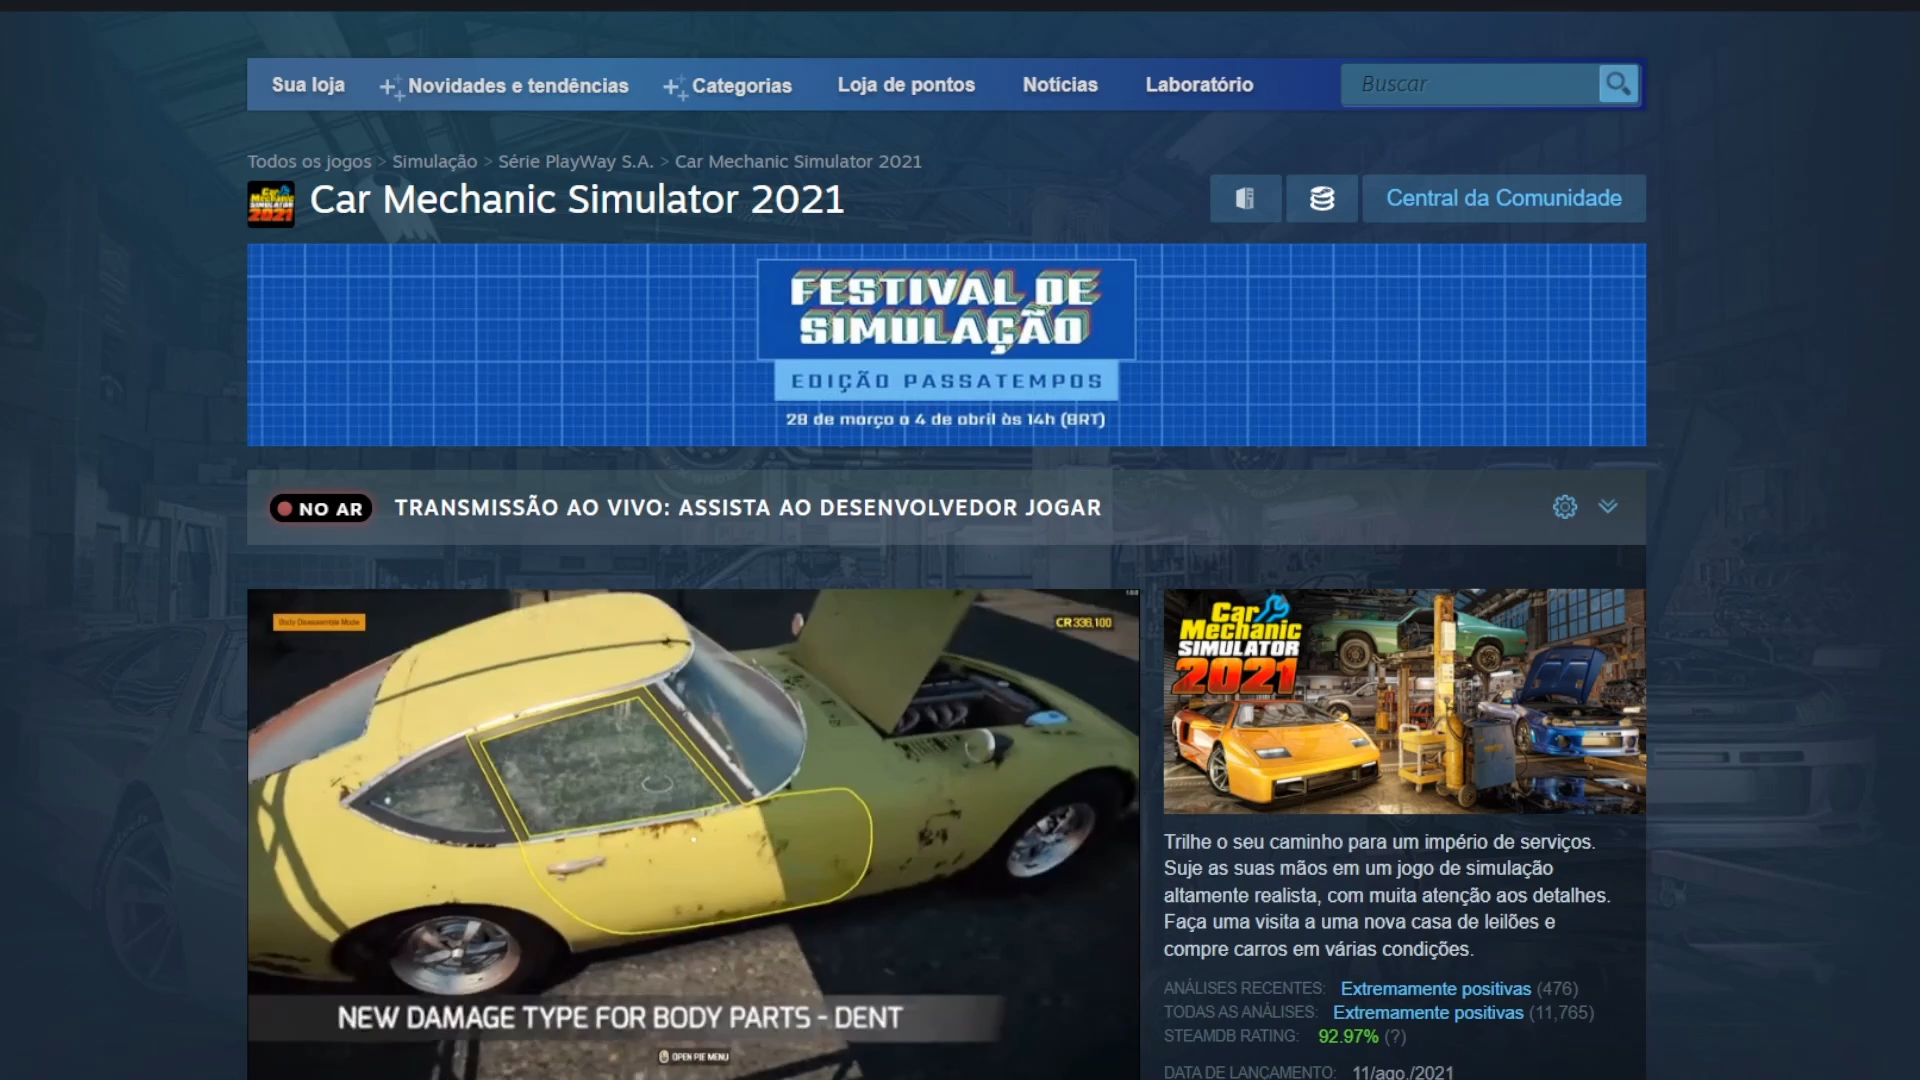 Sua loja
Novidades e tendências
Categorias
Loja de pontos
Notícias
Laboratório
Buscar
Todos os jogos > Simulação > Série PlayWay S.A. > Car Mechanic Simulator 2021
Car Mechanic Simulator 2021
Central da Comunidade
FESTIVAL DE
SIMULAÇÃO
EDIÇÃO PASSATEMPOS
28 de março a 4 de abril às 14h (BRT)
NO AR
TRANSMISSÃO AO VIVO: ASSISTA AO DESENVOLVEDOR JOGAR
Body Disassemble Mode
CR 336,100
NEW DAMAGE TYPE FOR BODY PARTS - DENT
OPEN PIE MENU
Car
Mechanic
SIMULATOR
2021
Trilhe o seu caminho para um império de serviços.
Suje as suas mãos em um jogo de simulação
altamente realista, com muita atenção aos detalhes.
Faça uma visita a uma nova casa de leilões e
compre carros em várias condições.
ANÁLISES RECENTES: Extremamente positivas (476)
TODAS AS ANÁLISES: Extremamente positivas (11,765)
STEAMDB RATING: 92.97% (?)
DATA DE LANÇAMENTO: 11/ago./2021